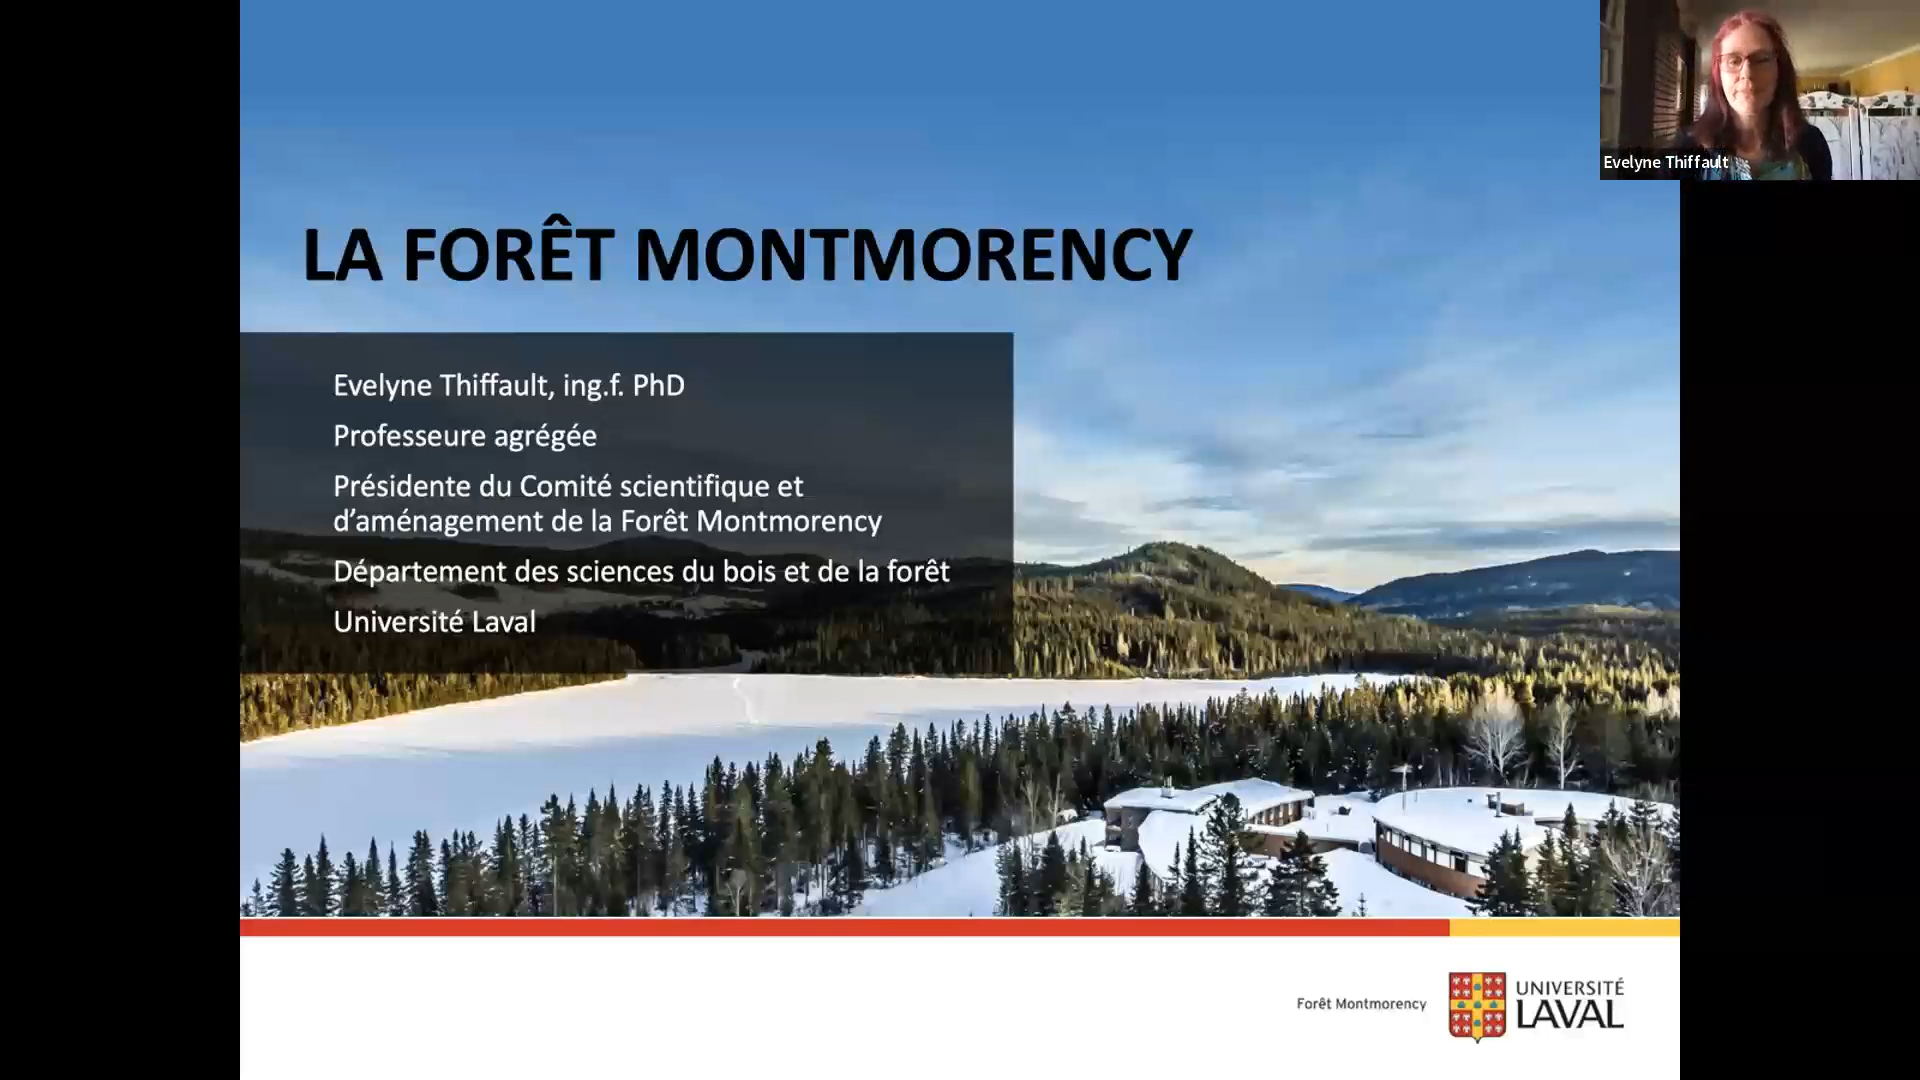 Evelyne Thiffault
LA FORÊT MONTMORENCY
Evelyne Thiffault, ing.f. PhD
Professeure agrégée
Présidente du Comité scientifique et
d’aménagement de la Forêt Montmorency
Département des sciences du bois et de la forêt
Université Laval
Forêt Montmorency
UNIVERSITÉ
LAVAL